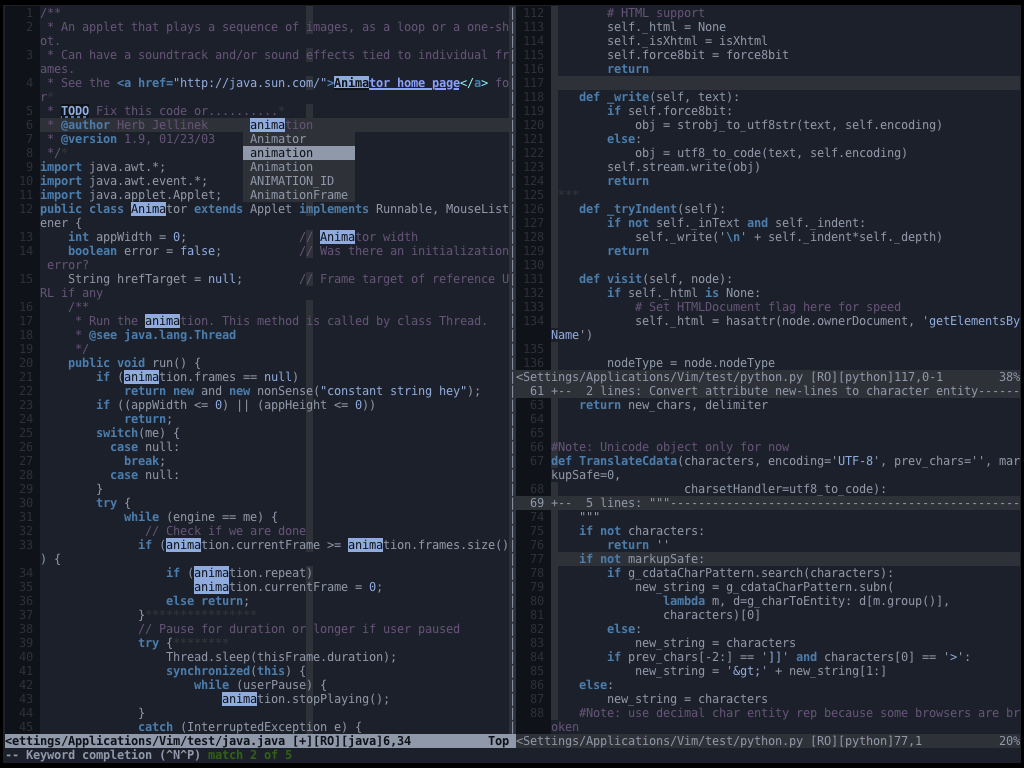 1 /**
2  * An applet that plays a sequence of images, as a loop or a one-sh
ot.
3  * Can have a soundtrack and/or sound effects tied to individual fr
ames.
4  * See the <a href="http://java.sun.com/">Animator home page</a> fo
r*
5  * TODO Fix this code or..........*
6  * @author Herb Jellinek      animation
7  * @version 1.9, 01/23/03     Animator
8  */*                          animation
9 import java.awt.*;            Animation
10 import java.awt.event.*;      ANIMATION_ID
11 import java.applet.Applet;    AnimationFrame
12 public class Animator extends Applet implements Runnable, MouseList
ener {
13     int appWidth = 0;                // Animator width
14     boolean error = false;           // Was there an initialization
 error?
15     String hrefTarget = null;        // Frame target of reference U
RL if any
16     /**
17      * Run the animation. This method is called by class Thread.
18      * @see java.lang.Thread
19      */
20     public void run() {
21         if (animation.frames == null)
22             return new and new nonSense("constant string hey");
23         if ((appWidth <= 0) || (appHeight <= 0))
24             return;
25         switch(me) {
26           case null:
27             break;
28           case null:
29         }
30         try {
31             while (engine == me) {
32                // Check if we are done
33               if (animation.currentFrame >= animation.frames.size()
) {
34                   if (animation.repeat)
35                       animation.currentFrame = 0;
36                   else return;
37               }****************
38               // Pause for duration or longer if user paused
39               try {********
40                   Thread.sleep(thisFrame.duration);
41                   synchronized(this) {
42                       while (userPause) {
43                           animation.stopPlaying();
44               }
45               catch (InterruptedException e) {
<ettings/Applications/Vim/test/java.java [+][RO][java]6,34           Top
-- Keyword completion (^N^P) match 2 of 5
112         # HTML support
113         self._html = None
114         self._isXhtml = isXhtml
115         self.force8bit = force8bit
116         return
117
118     def _write(self, text):
119         if self.force8bit:
120             obj = strobj_to_utf8str(text, self.encoding)
121         else:
122             obj = utf8_to_code(text, self.encoding)
123         self.stream.write(obj)
124         return
125  ***
126     def _tryIndent(self):
127         if not self._inText and self._indent:
128             self._write('\n' + self._indent*self._depth)
129         return
130
131     def visit(self, node):
132         if self._html is None:
133             # Set HTMLDocument flag here for speed
134             self._html = hasattr(node.ownerDocument, 'getElementsBy
Name')
135
136         nodeType = node.nodeType
<Settings/Applications/Vim/test/python.py [RO][python]117,0-1        38%
61 +--  2 lines: Convert attribute new-lines to character entity------
63     return new_chars, delimiter
64
65
66 #Note: Unicode object only for now
67 def TranslateCdata(characters, encoding='UTF-8', prev_chars='', mar
kupSafe=0,
68                    charsetHandler=utf8_to_code):
69 +--  5 lines: """--------------------------------------------------
74     """
75     if not characters:
76         return ''
77     if not markupSafe:
78         if g_cdataCharPattern.search(characters):
79             new_string = g_cdataCharPattern.subn(
80                 lambda m, d=g_charToEntity: d[m.group()],
81                 characters)[0]
82         else:
83             new_string = characters
84         if prev_chars[-2:] == ']]' and characters[0] == '>':
85             new_string = '&gt;' + new_string[1:]
86     else:
87         new_string = characters
88     #Note: use decimal char entity rep because some browsers are br
oken
<Settings/Applications/Vim/test/python.py [RO][python]77,1           20%